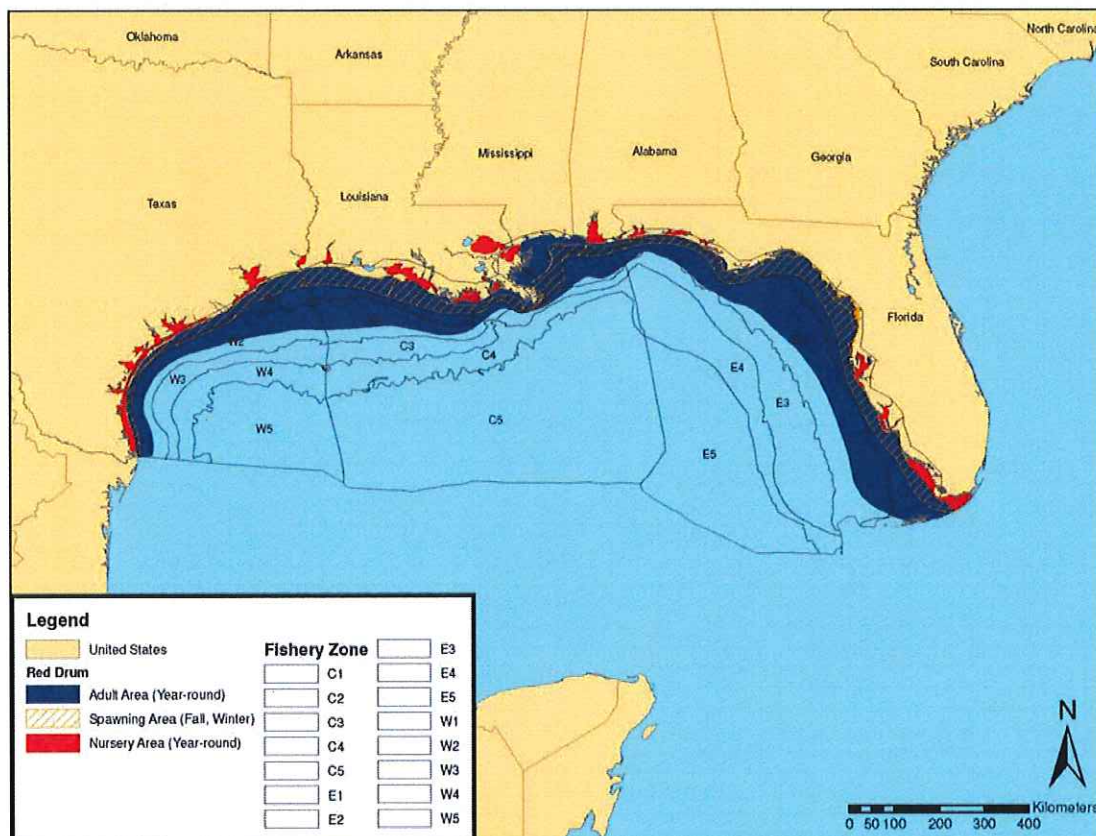 Oklahoma
North Carolina
Arkansas
South Carolina
Mississippi
Alabama
Georgia
Texas
Louisiana
Florida
W2
C3
C4
W3
W4
E4
E3
W5
C5
E5
Legend
United States
Red Drum
Adult Area (Year-round)
Spawning Area (Fall, Winter)
Nursery Area (Year-round)
Fishery Zone
C1
C2
C3
C4
C5
E1
E2
E3
E4
E5
W1
W2
W3
W4
W5
N
Kilometers
0 50 100 200 300 400